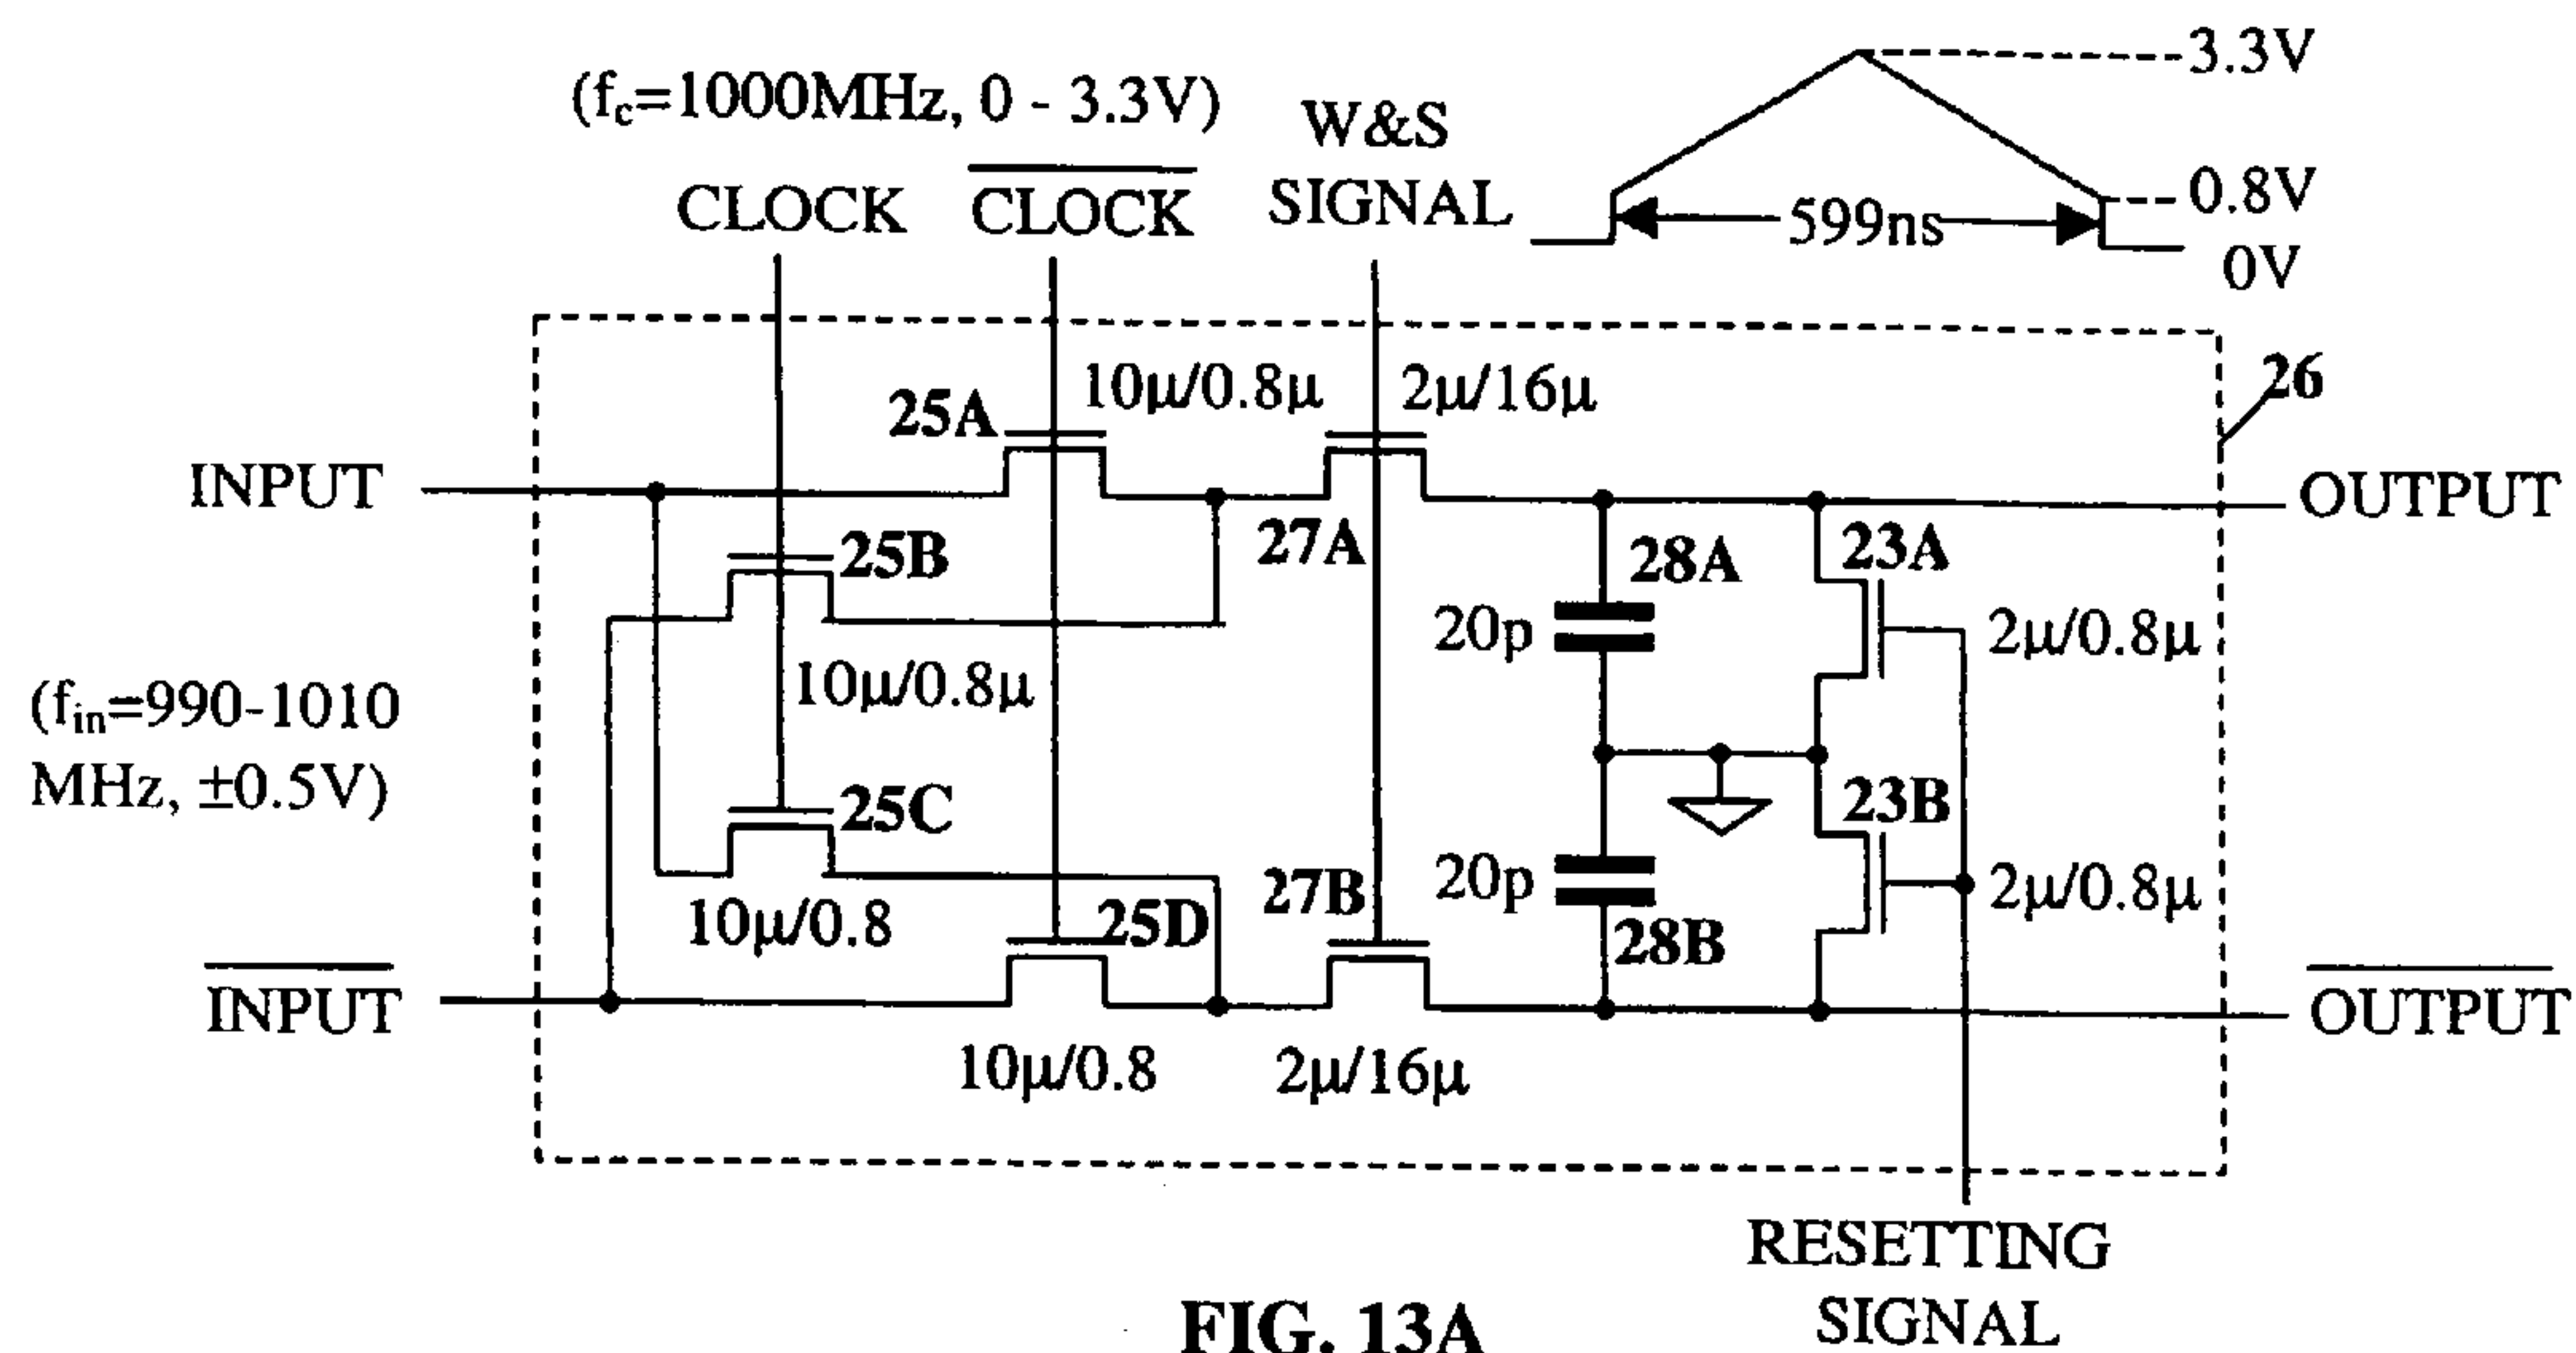 (fc=1000MHz, 0 - 3.3V)
W&S
SIGNAL
3.3V
0.8V
0V
599ns
CLOCK
CLOCK
26
25A
10µ/0.8µ
2µ/16µ
INPUT
OUTPUT
25B
27A
28A
23A
20p
2µ/0.8µ
10µ/0.8µ
(fin=990-1010
MHz, ±0.5V)
25C
23B
10µ/0.8
25D
27B
20p
2µ/0.8µ
28B
INPUT
OUTPUT
10µ/0.8
2µ/16µ
RESETTING
SIGNAL
FIG. 13A